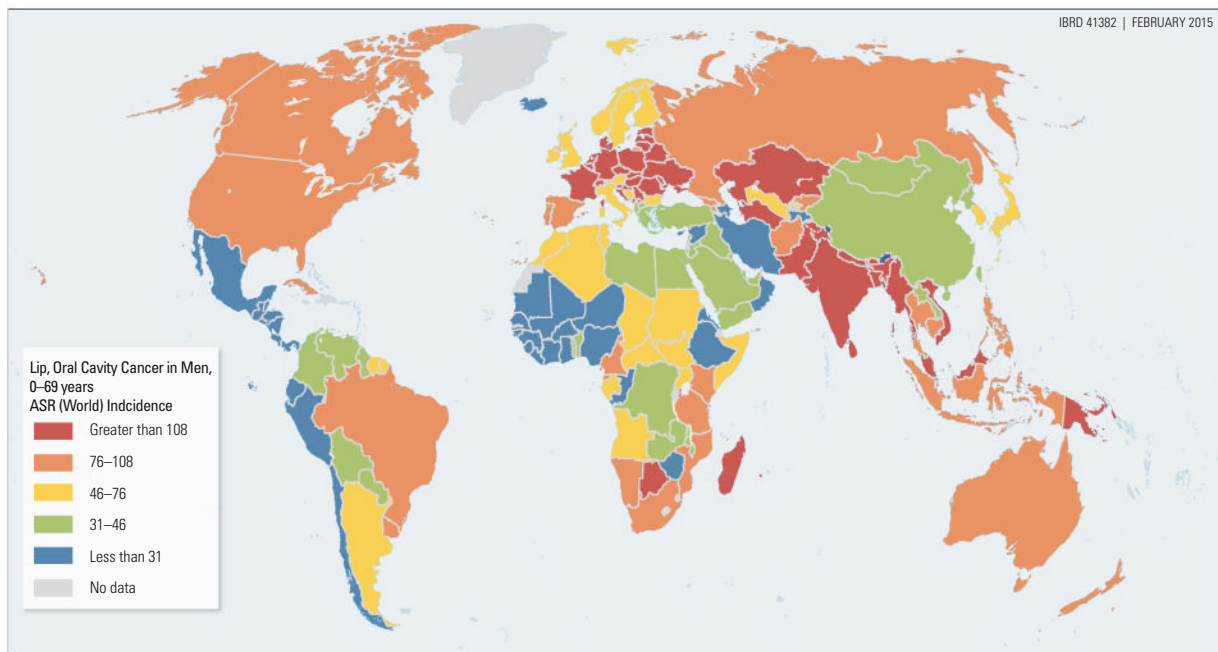 IBRD 41382 | FEBRUARY 2015
Lip, Oral Cavity Cancer in Men,
0–69 years
ASR (World) Indcidence
Greater than 108
76–108
46–76
31–46
Less than 31
No data